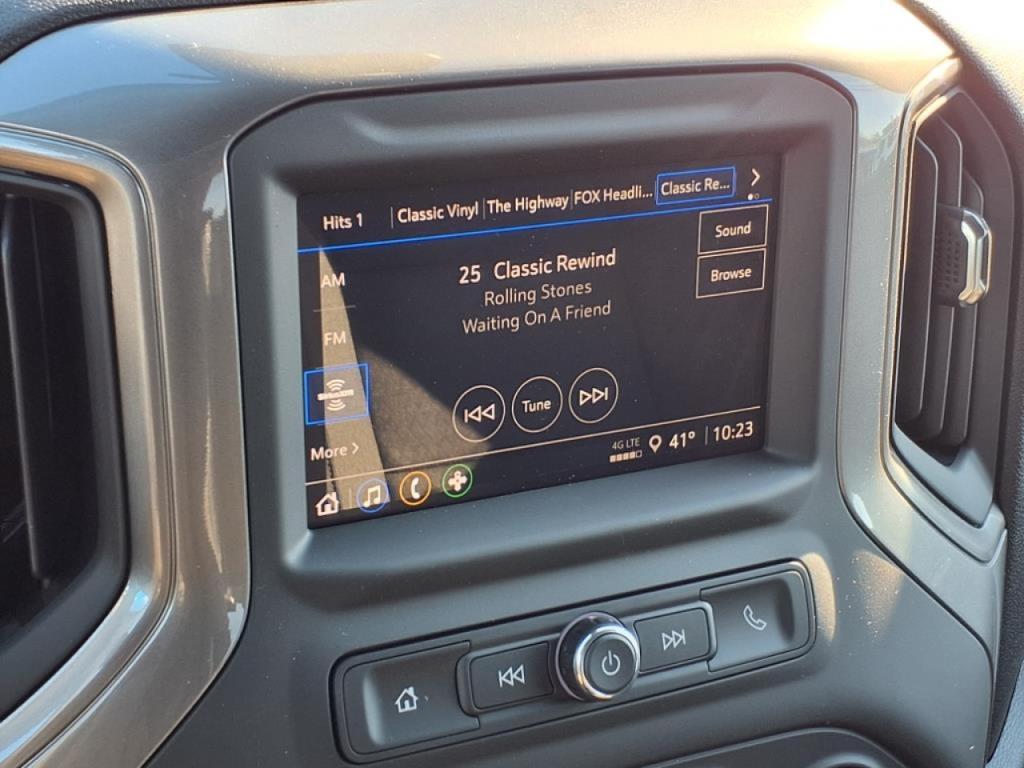 Hits 1 Classic Vinyl The Highway FOX Headli... Classic Re...
Sound
AM
25 Classic Rewind
Browse
Rolling Stones
FM
Waiting On A Friend
SiriusXM
Tune
More
4G LTE
41° 10:23